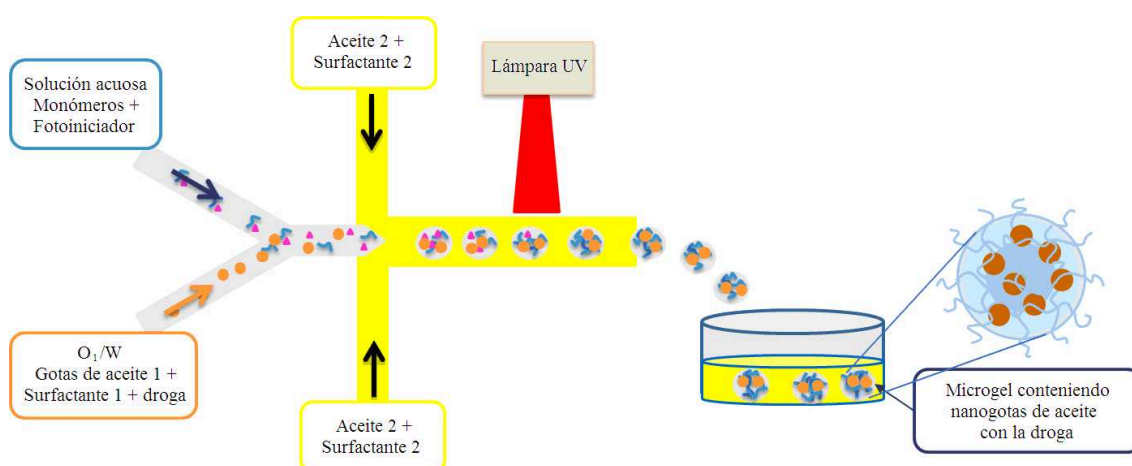 Solución acuosa
Monómeros +
Fotoiniciador
Aceite 2 +
Surfactante 2
Lámpara UV
O₁/W
Gotas de aceite 1 +
Surfactante 1 + droga
Aceite 2 +
Surfactante 2
Microgel conteniendo
nanogotas de aceite
con la droga